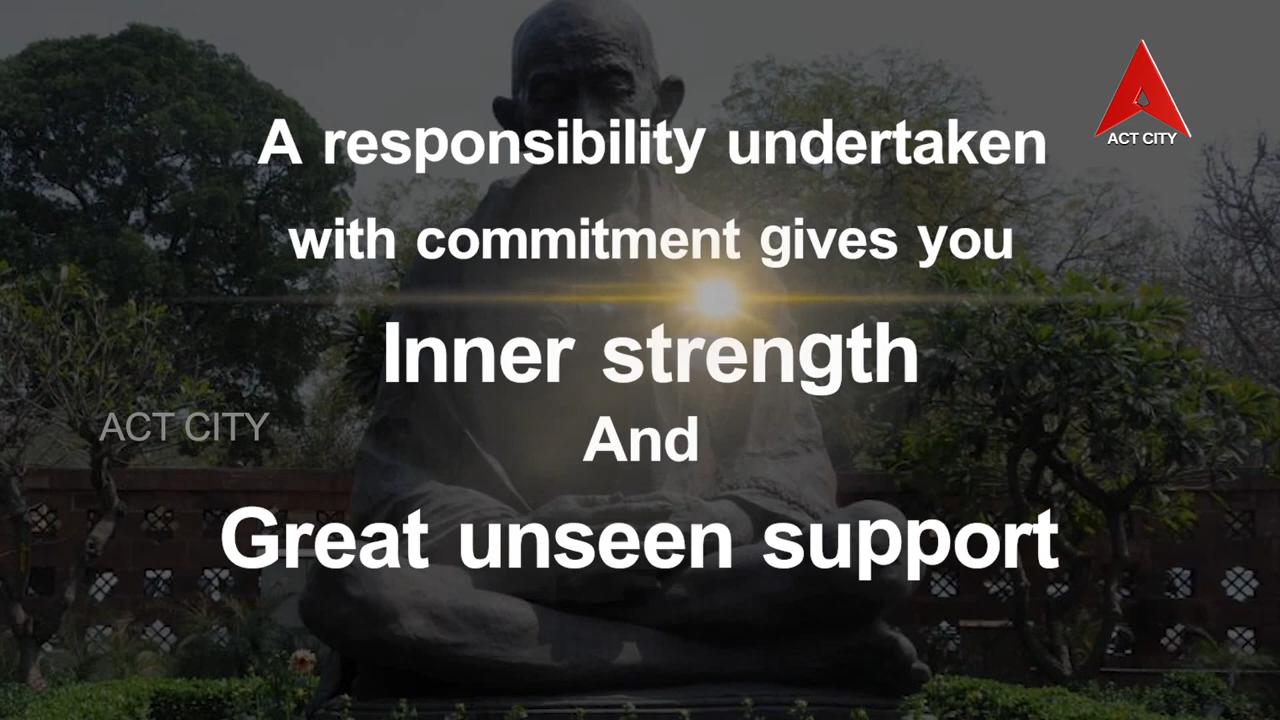 ACT CITY
A responsibility undertaken
with commitment gives you
Inner strength
And
ACT CITY
Great unseen support